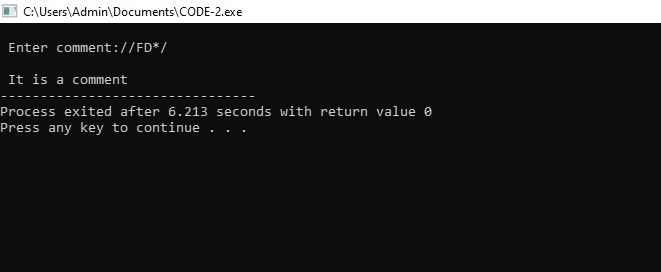 C:\Users\Admin\Documents\CODE-2.exe
Enter comment://FD*/
It is a comment
--------------------------------
Process exited after 6.213 seconds with return value 0
Press any key to continue . . .